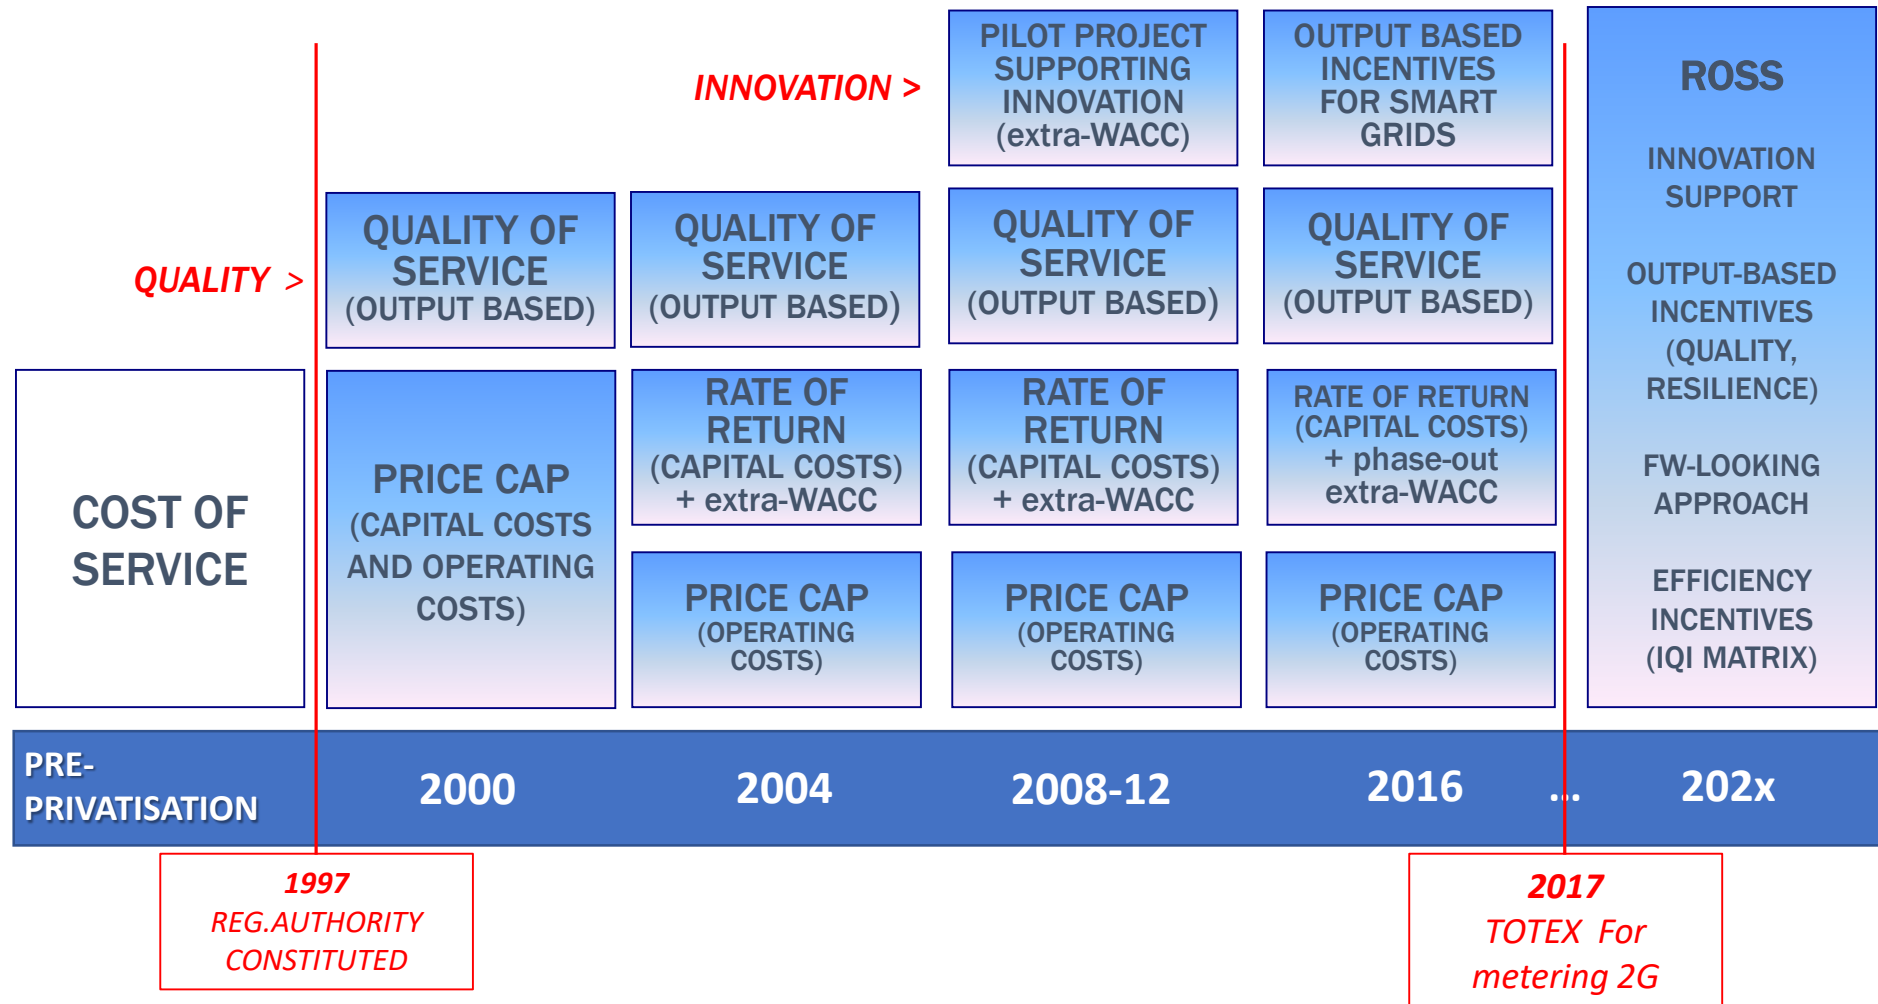 INNOVATION >
PILOT PROJECT
SUPPORTING
INNOVATION
(extra-WACC)
OUTPUT BASED
INCENTIVES
FOR SMART
GRIDS
QUALITY >
QUALITY OF
SERVICE
(OUTPUT BASED)
QUALITY OF
SERVICE
(OUTPUT BASED)
QUALITY OF
SERVICE
(OUTPUT BASED)
QUALITY OF
SERVICE
(OUTPUT BASED)
COST OF
SERVICE
PRICE CAP
(CAPITAL COSTS
AND OPERATING
COSTS)
RATE OF
RETURN
(CAPITAL COSTS)
+ extra-WACC
RATE OF
RETURN
(CAPITAL COSTS)
+ extra-WACC
RATE OF RETURN
(CAPITAL COSTS)
+ phase-out
extra-WACC
PRICE CAP
(OPERATING
COSTS)
PRICE CAP
(OPERATING
COSTS)
PRICE CAP
(OPERATING
COSTS)
ROSS
INNOVATION
SUPPORT
OUTPUT-BASED
INCENTIVES
(QUALITY,
RESILIENCE)
FW-LOOKING
APPROACH
EFFICIENCY
INCENTIVES
(IQI MATRIX)
PRE-
PRIVATISATION
2000
2004
2008-12
2016
...
202x
1997
REG.AUTHORITY
CONSTITUTED
2017
TOTEX For
metering 2G